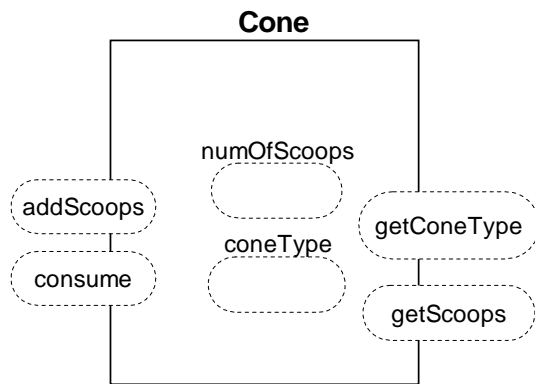 Cone
numOfScoops
addScoops
getConeType
coneType
consume
getScoops